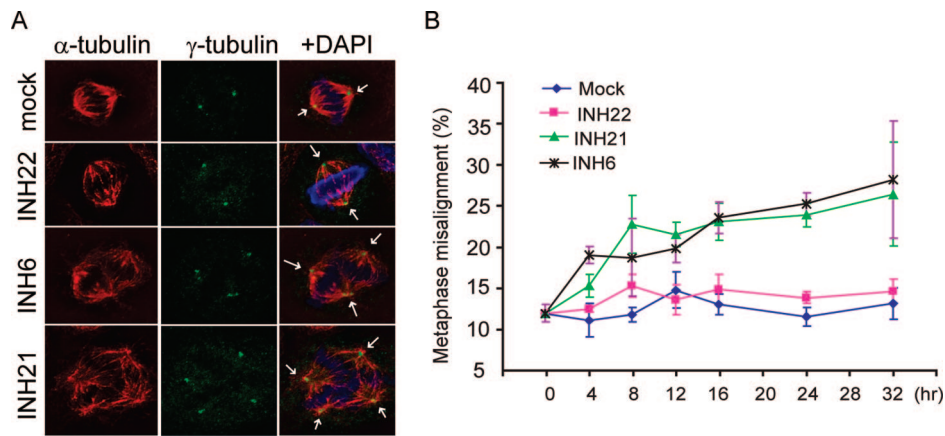 A
α-tubulin γ-tubulin +DAPI
mock
INH22
INH6
INH21
B
Metaphase misalignment (%)
40
35
30
25
20
15
10
5
Mock
INH22
INH21
INH6
0 4 8 12 16 20 24 28 32 (hr)